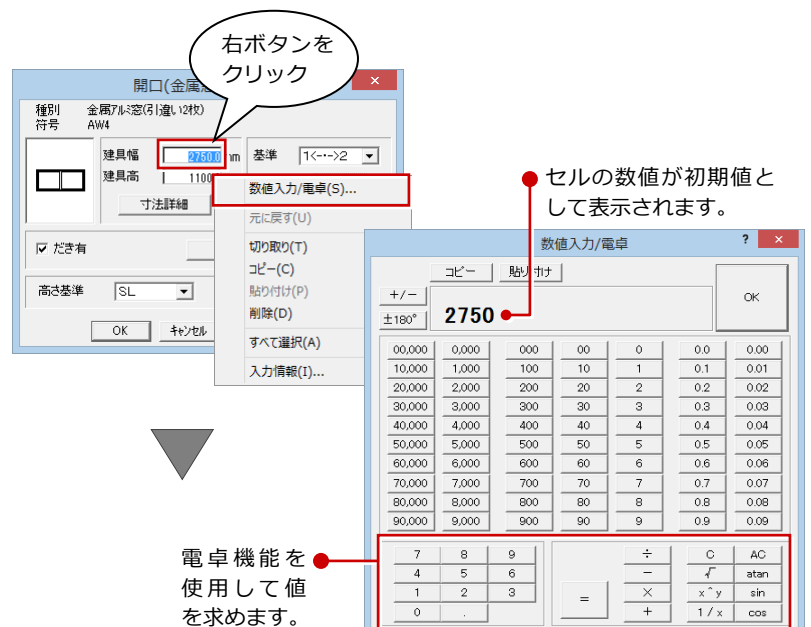 右ボタンを
クリック
開口(金属
×
種別 金属アルミ窓(引違い2枚)
符号 AW4
建具幅 2750.0 mm 基準 1<-・->2
建具高 1100
寸法詳細
だき有
高さ基準 SL
OK キャンセル
数値入力/電卓(S)...
元に戻す(U)
切り取り(T)
コピー(C)
貼り付け(P)
削除(D)
すべて選択(A)
入力情報(I)...
セルの数値が初期値と
して表示されます。
数値入力/電卓 ? ×
コピー 貼り付け
+/- OK
±180° 2750
00,000 0,000 000 00 0 0.0 0.00
10,000 1,000 100 10 1 0.1 0.01
20,000 2,000 200 20 2 0.2 0.02
30,000 3,000 300 30 3 0.3 0.03
40,000 4,000 400 40 4 0.4 0.04
50,000 5,000 500 50 5 0.5 0.05
60,000 6,000 600 60 6 0.6 0.06
70,000 7,000 700 70 7 0.7 0.07
80,000 8,000 800 80 8 0.8 0.08
90,000 9,000 900 90 9 0.9 0.09
電卓機能を
使用して値
を求めます。
7 8 9 ÷ C AC
4 5 6 − √ atan
1 2 3 = × x^y sin
0 . + 1/x cos